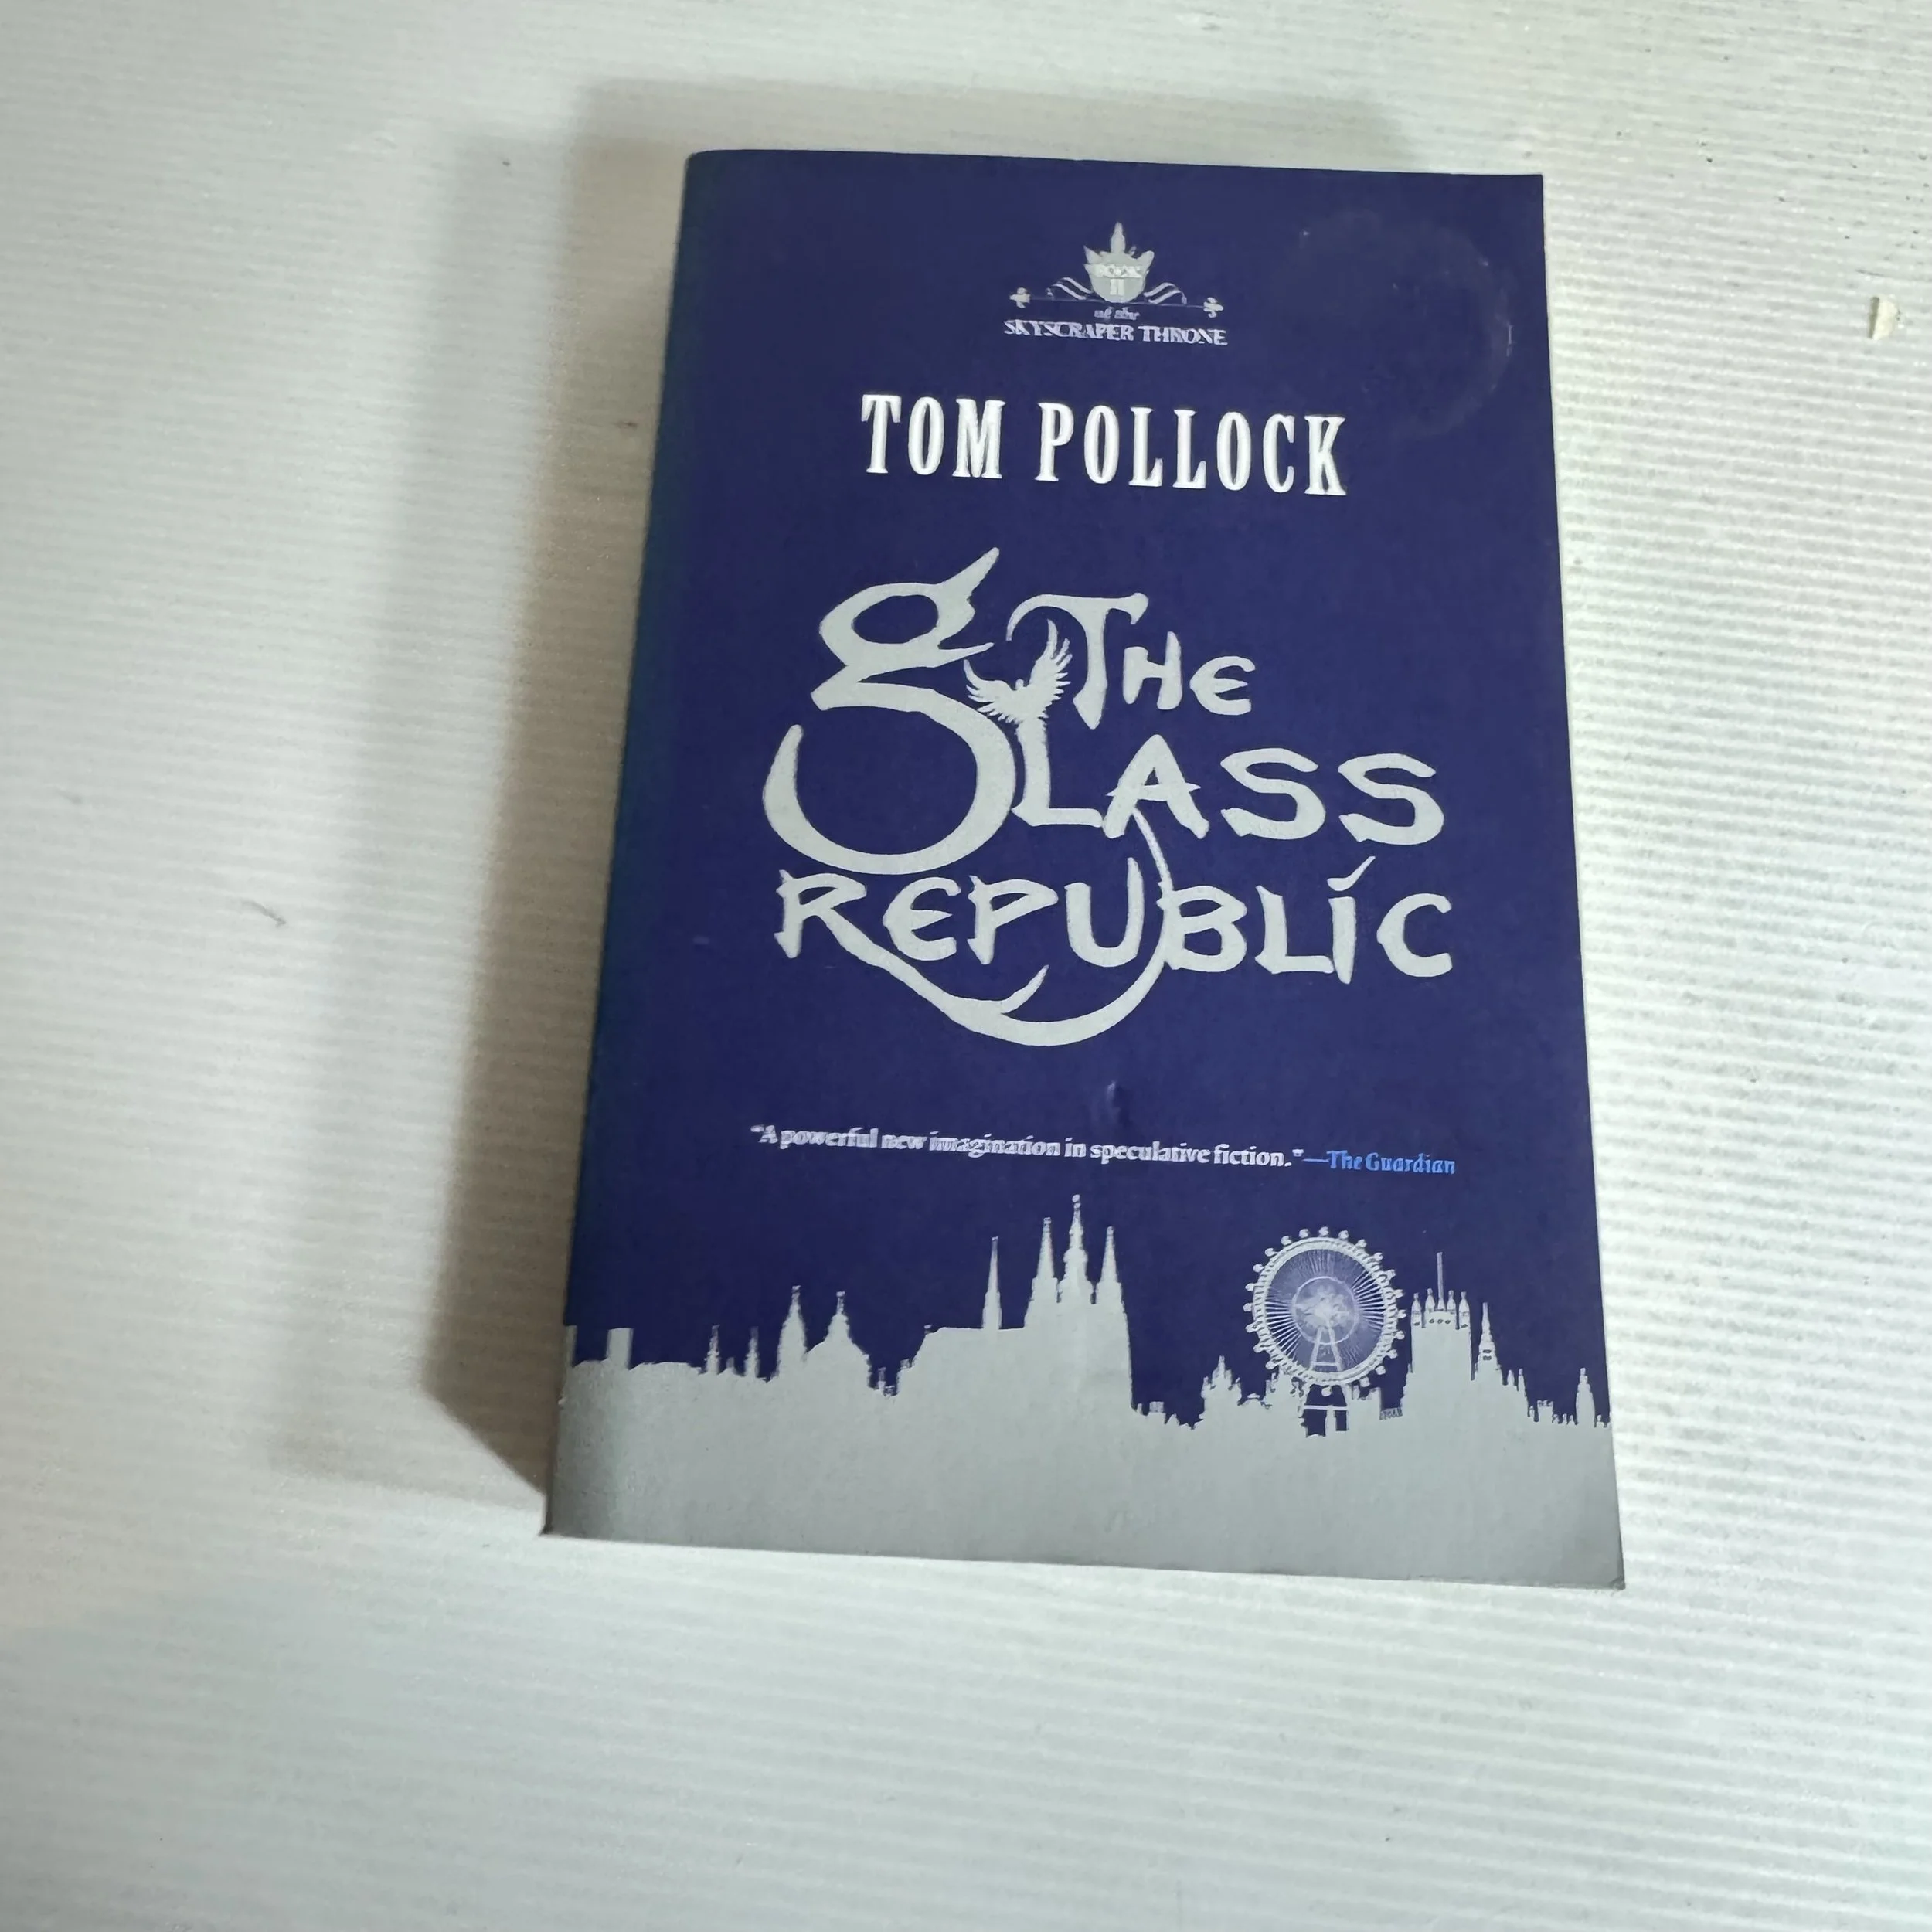 BOOK
II
of the
SKYSCRAPER THRONE
TOM POLLOCK
THE
gLASS
REPUBLIC
"A powerful new imagination in speculative fiction."—The Guardian